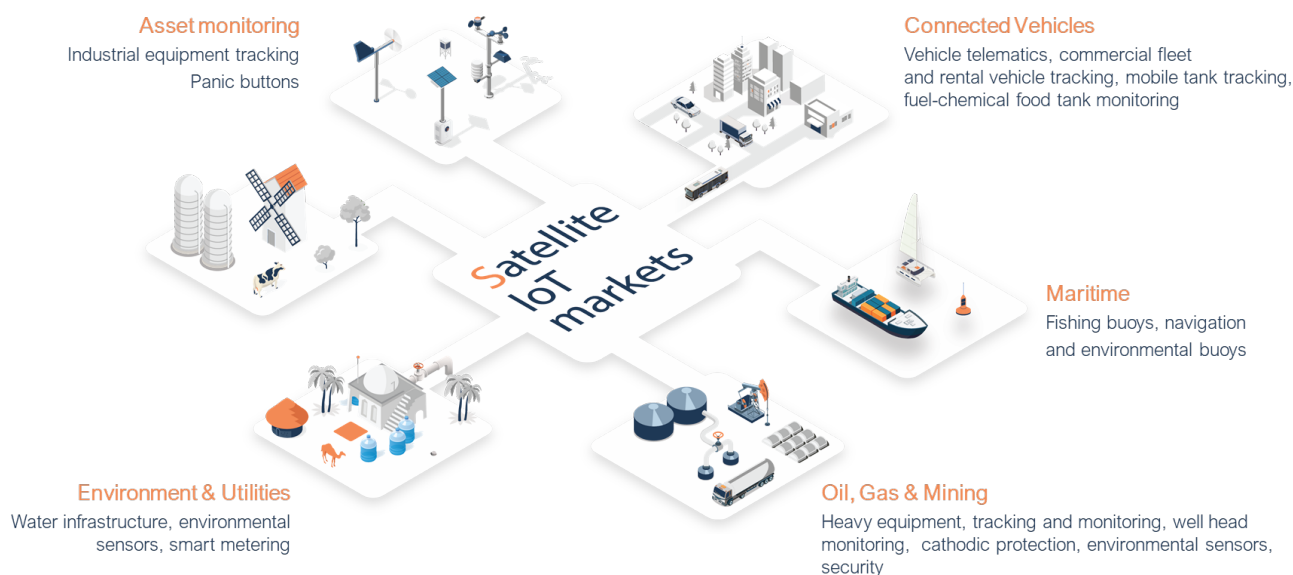 Asset monitoring
Industrial equipment tracking
Panic buttons
Connected Vehicles
Vehicle telematics, commercial fleet
and rental vehicle tracking, mobile tank tracking,
fuel-chemical food tank monitoring
Satellite
IoT
markets
Maritime
Fishing buoys, navigation
and environmental buoys
Environment & Utilities
Water infrastructure, environmental
sensors, smart metering
Oil, Gas & Mining
Heavy equipment, tracking and monitoring, well head
monitoring, cathodic protection, environmental sensors,
security